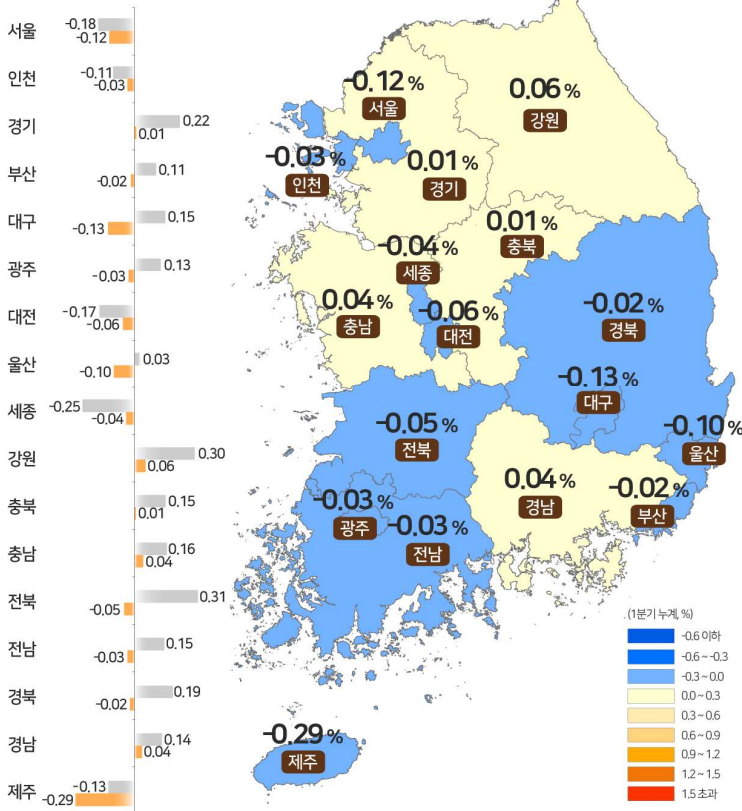 서울 -0.18 -0.12
인천 -0.11 -0.03
경기 0.22 0.01
부산 0.11 -0.02
대구 0.15 -0.13
광주 0.13 -0.03
대전 -0.17 -0.06
울산 0.03 -0.10
세종 -0.25 -0.04
강원 0.30 0.06
충북 0.15 0.01
충남 0.16 0.04
전북 0.31 -0.05
전남 0.15 -0.03
경북 0.19 -0.02
경남 0.14 0.04
제주 -0.13 -0.29
-0.12 %
서울
0.06 %
강원
-0.03 %
인천
0.01 %
경기
0.01 %
충북
-0.04 %
세종
0.04 %
충남
-0.06 %
대전
-0.02 %
경북
-0.13 %
대구
-0.05 %
전북
-0.10 %
울산
0.04 %
경남
-0.02 %
부산
-0.03 %
광주
-0.03 %
전남
-0.29 %
제주
(1분기 누계, %)
-0.6 이하
-0.6 ~ -0.3
-0.3 ~ 0.0
0.0 ~ 0.3
0.3 ~ 0.6
0.6 ~ 0.9
0.9 ~ 1.2
1.2 ~ 1.5
1.5 초과